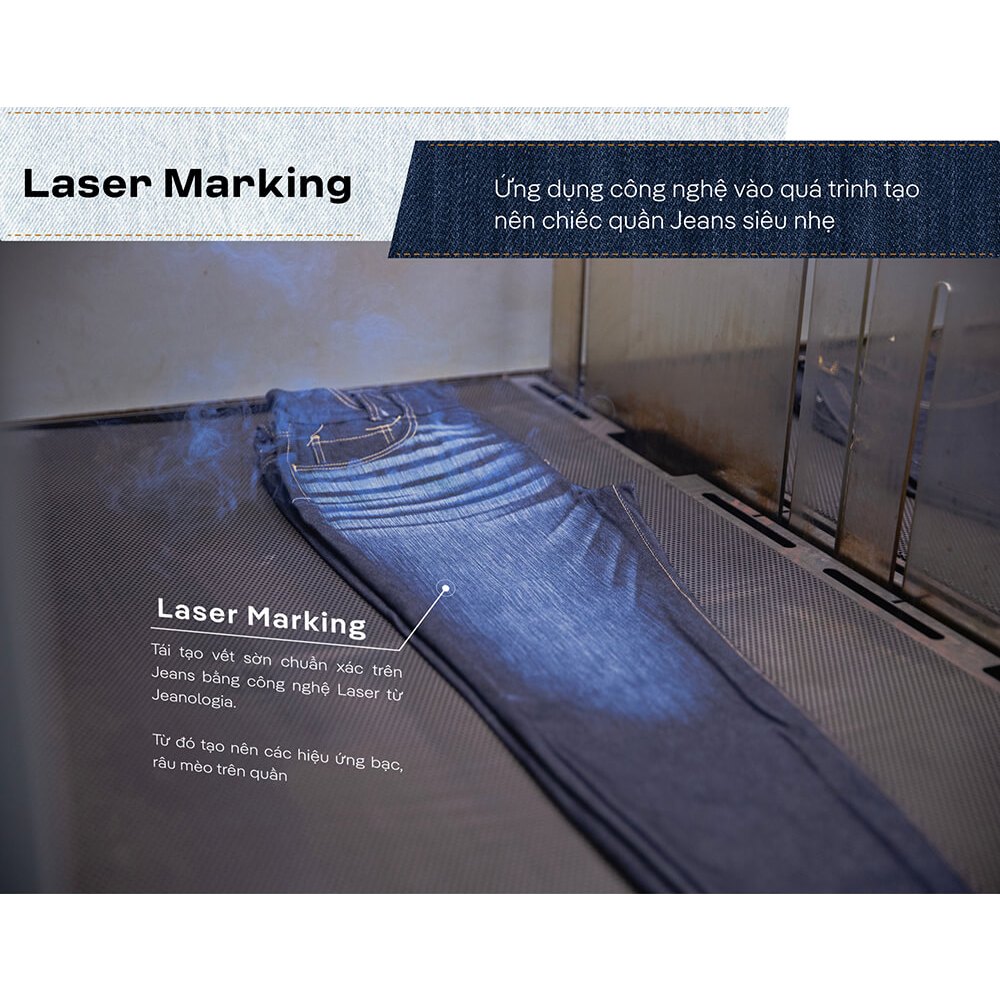 Laser Marking
Ứng dụng công nghệ vào quá trình tạo
nên chiếc quần Jeans siêu nhẹ
Laser Marking
Tái tạo vêt sờn chuẩn xác trên
Jeans bằng công nghệ Laser từ
Jeanologia.
Từ đó tạo nên các hiệu ứng bạc,
râu mèo trên quần